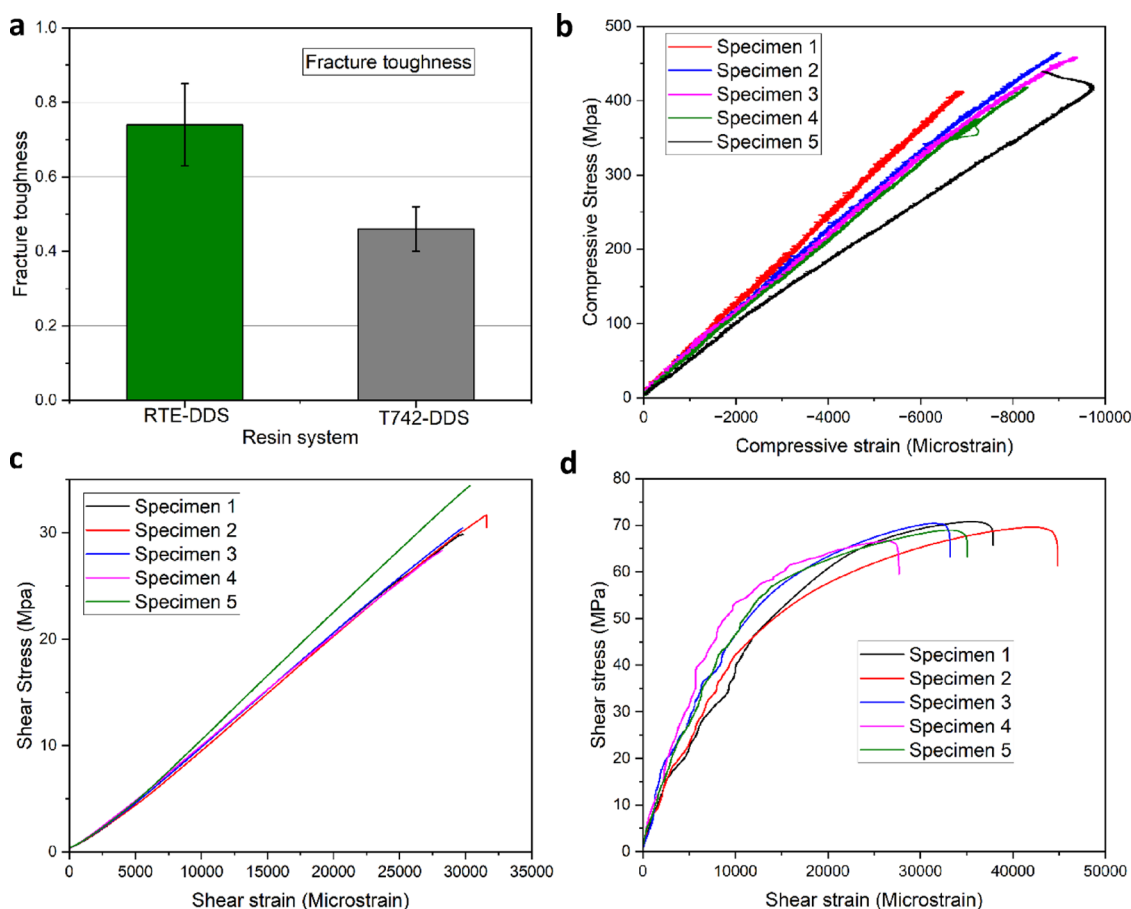 a
1.0
0.8
0.6
0.4
0.2
0.0
Fracture toughness
Fracture toughness
RTE-DDS
T742-DDS
Resin system
b
500
400
300
200
100
0
Compressive Stress (Mpa)
Specimen 1
Specimen 2
Specimen 3
Specimen 4
Specimen 5
0 −2000 −4000 −6000 −8000 −10000
Compressive strain (Microstrain)
c
30
20
10
0
Shear Stress (Mpa)
Specimen 1
Specimen 2
Specimen 3
Specimen 4
Specimen 5
0 5000 10000 15000 20000 25000 30000 35000
Shear strain (Microstrain)
d
80
70
60
50
40
30
20
10
0
Shear stress (MPa)
Specimen 1
Specimen 2
Specimen 3
Specimen 4
Specimen 5
0 10000 20000 30000 40000 50000
Shear strain (Microstrain)